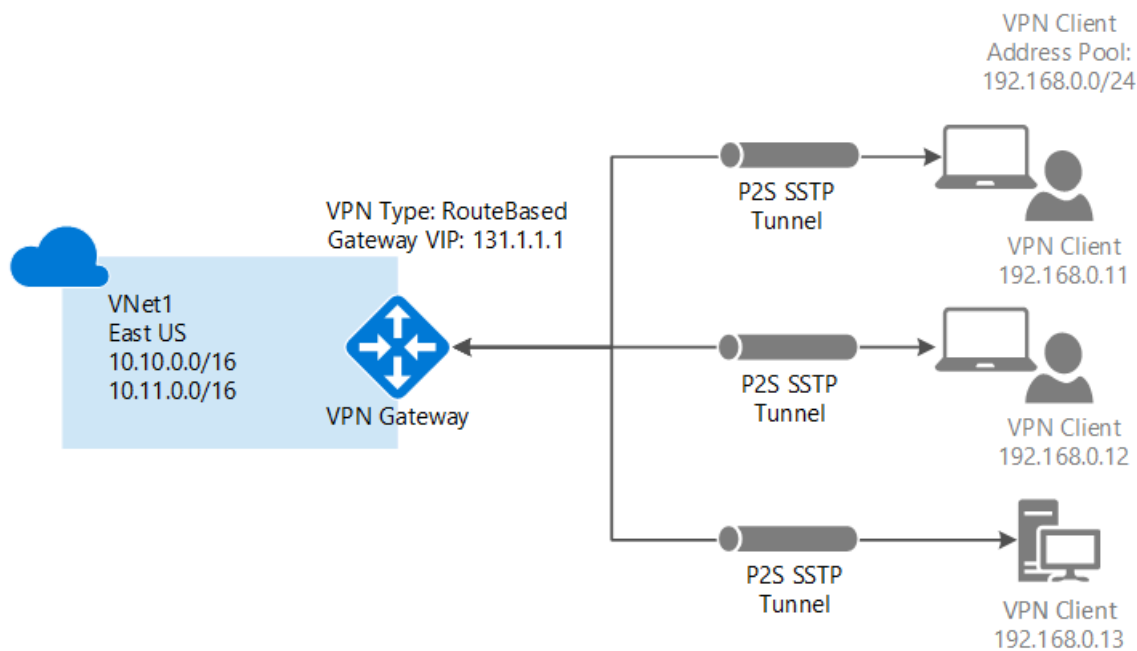 VPN Client
Address Pool:
192.168.0.0/24
P2S SSTP
Tunnel
VPN Client
192.168.0.11
VPN Type: RouteBased
Gateway VIP: 131.1.1.1
VNet1
East US
10.10.0.0/16
10.11.0.0/16
VPN Gateway
P2S SSTP
Tunnel
VPN Client
192.168.0.12
P2S SSTP
Tunnel
VPN Client
192.168.0.13